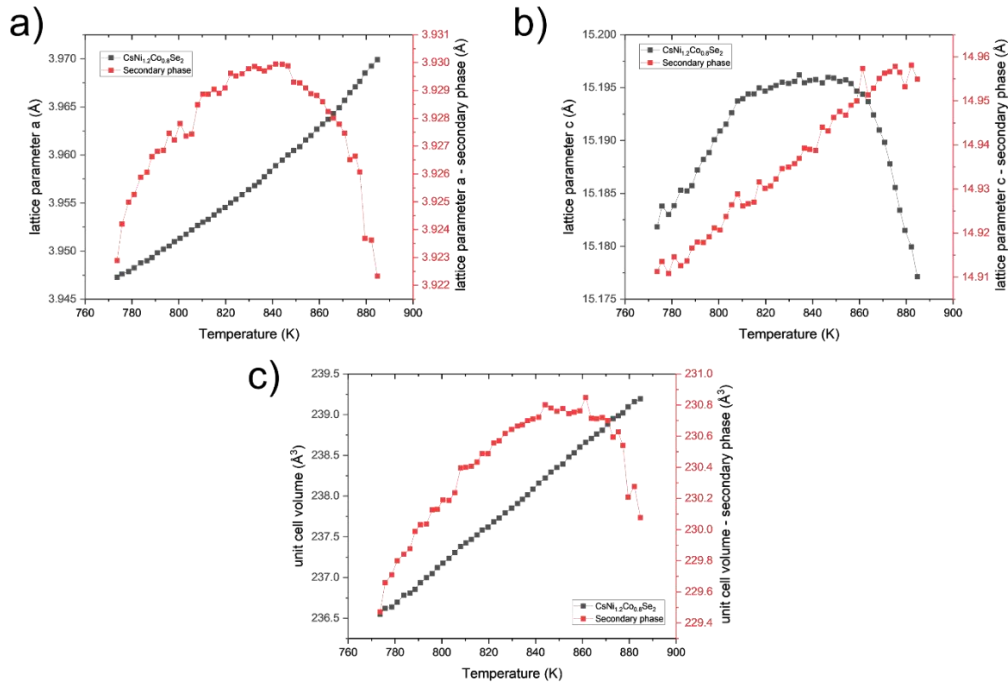 a)
3.970
3.965
3.960
3.955
3.950
3.945
lattice parameter a (Å)
CsNi₁.₂Co₀.₈Se₂
Secondary phase
3.931
3.930
3.929
3.928
3.927
3.926
3.925
3.924
3.923
3.922
lattice parameter a - secondary phase (Å)
760 780 800 820 840 860 880 900
Temperature (K)
b)
15.200
15.195
15.190
15.185
15.180
15.175
lattice parameter c (Å)
CsNi₁.₂Co₀.₈Se₂
Secondary phase
14.96
14.95
14.94
14.93
14.92
14.91
lattice parameter c - secondary phase (Å)
760 780 800 820 840 860 880 900
Temperature (K)
c)
239.5
239.0
238.5
238.0
237.5
237.0
236.5
unit cell volume (Å³)
CsNi₁.₂Co₀.₈Se₂
Secondary phase
231.0
230.8
230.6
230.4
230.2
230.0
229.8
229.6
229.4
unit cell volume - secondary phase (Å³)
760 780 800 820 840 860 880 900
Temperature (K)